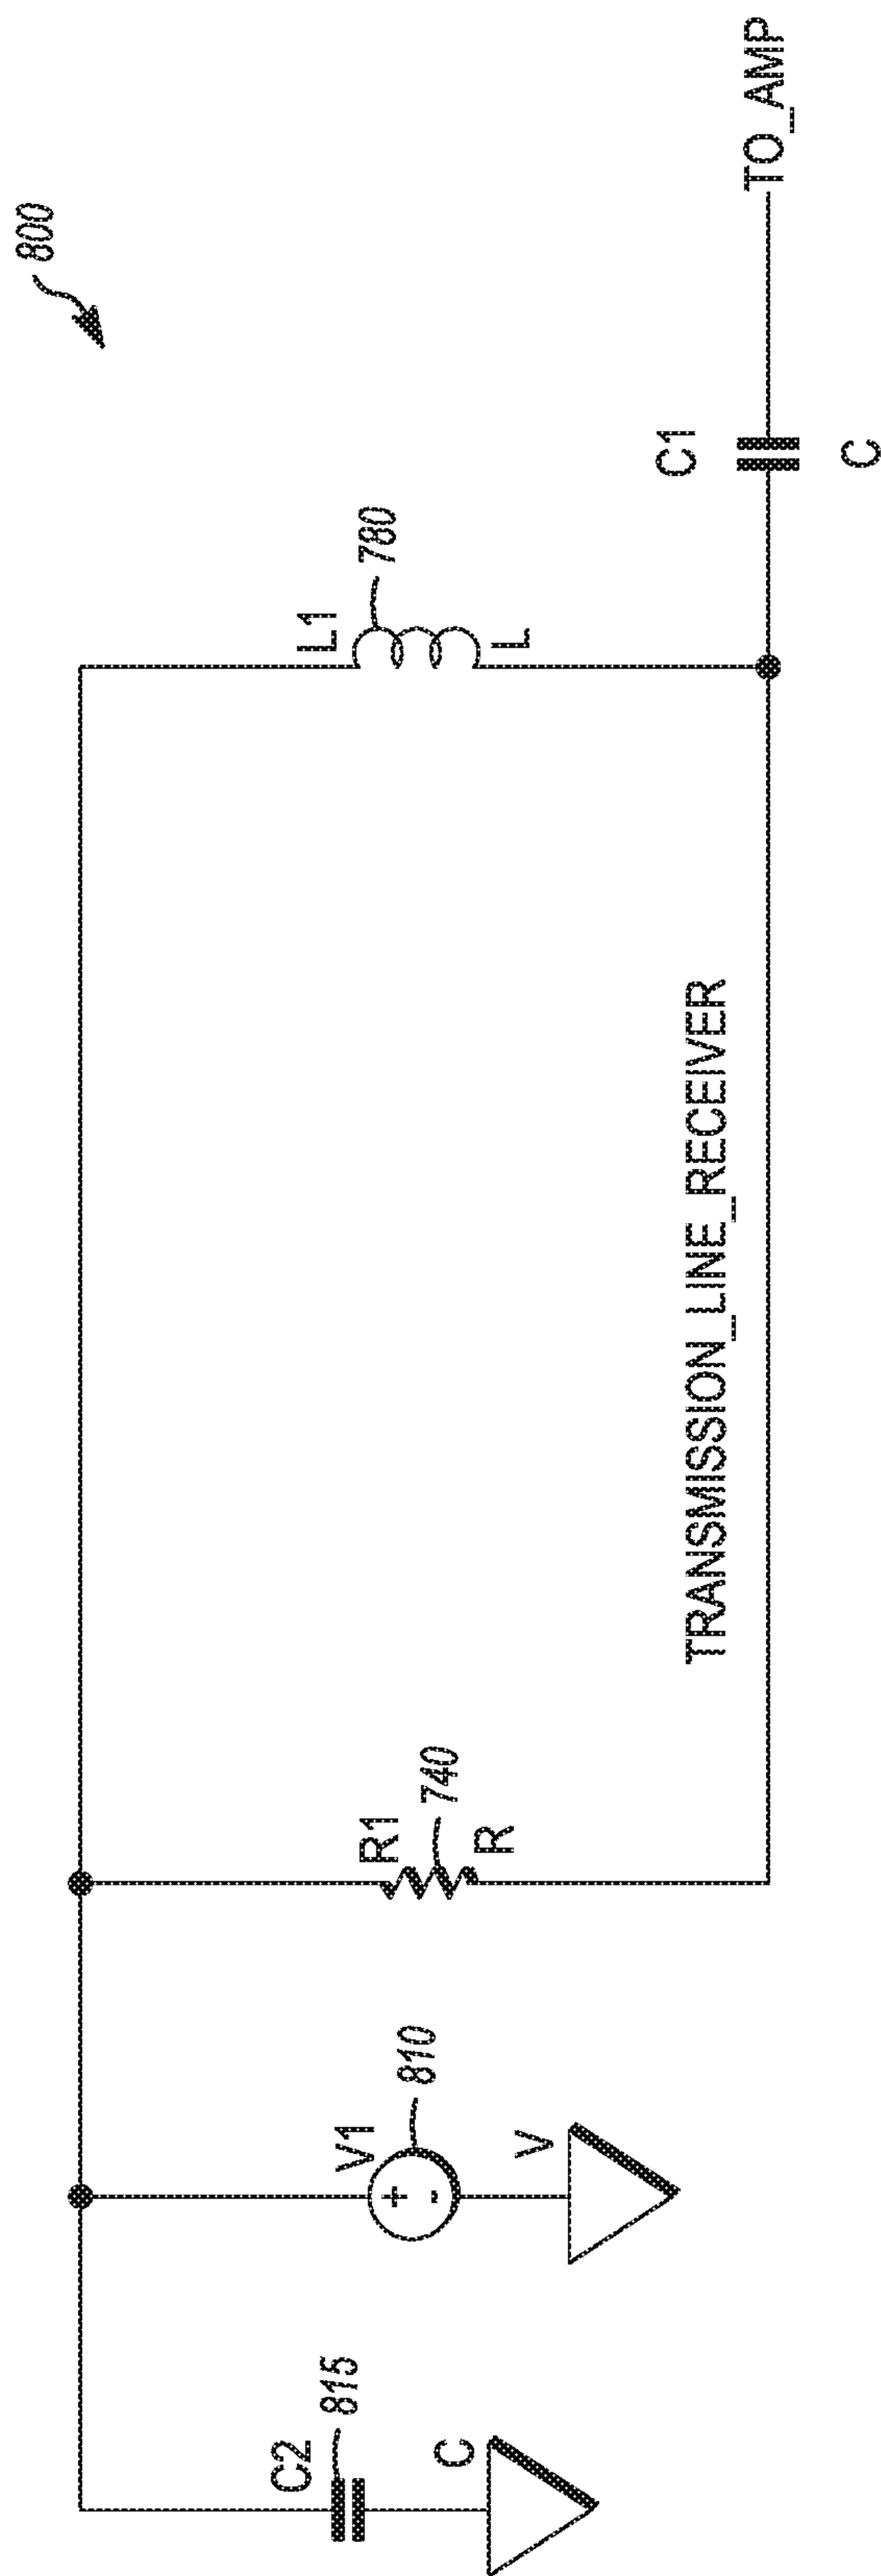 800
C2
815
C
V1
810
V
R1
740
R
TRANSMISSION_LINE_RECEIVER
L1
780
L
C1
C
TO_AMP
+
-